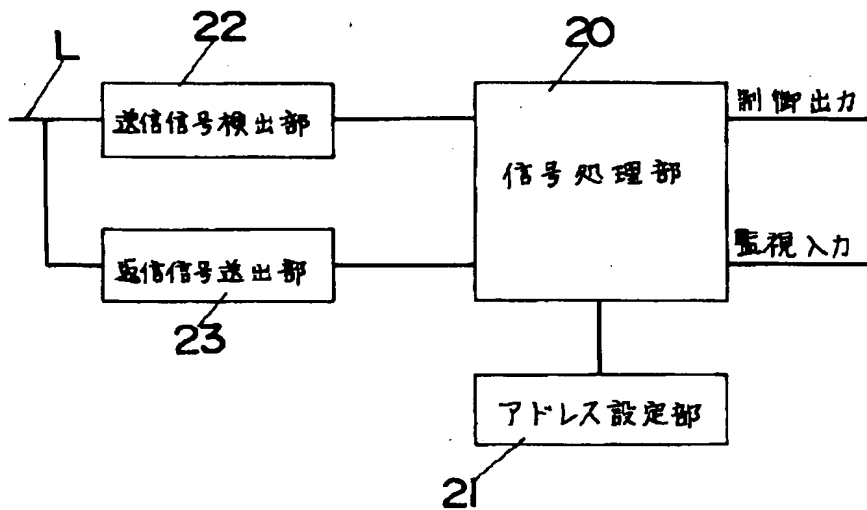 L
22
20
送信信号検出部
制御出力
信号処理部
監視入力
返信信号送出部
23
アドレス設定部
21